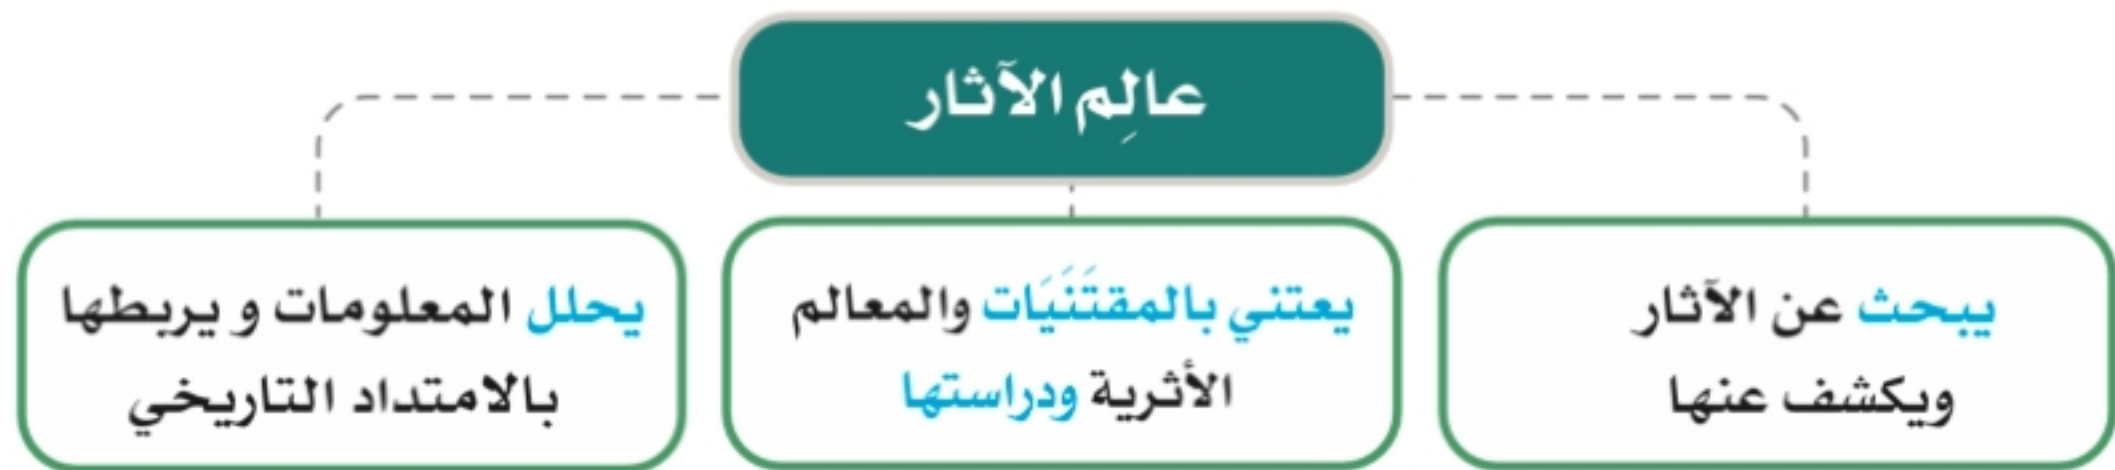 عالِم الآثار
يبحث عن الآثار
ويكشف عنها
يعتني بالمقتَنَيَات والمعالم
الأثرية ودراستها
يحلل المعلومات و يربطها
بالامتداد التاريخي